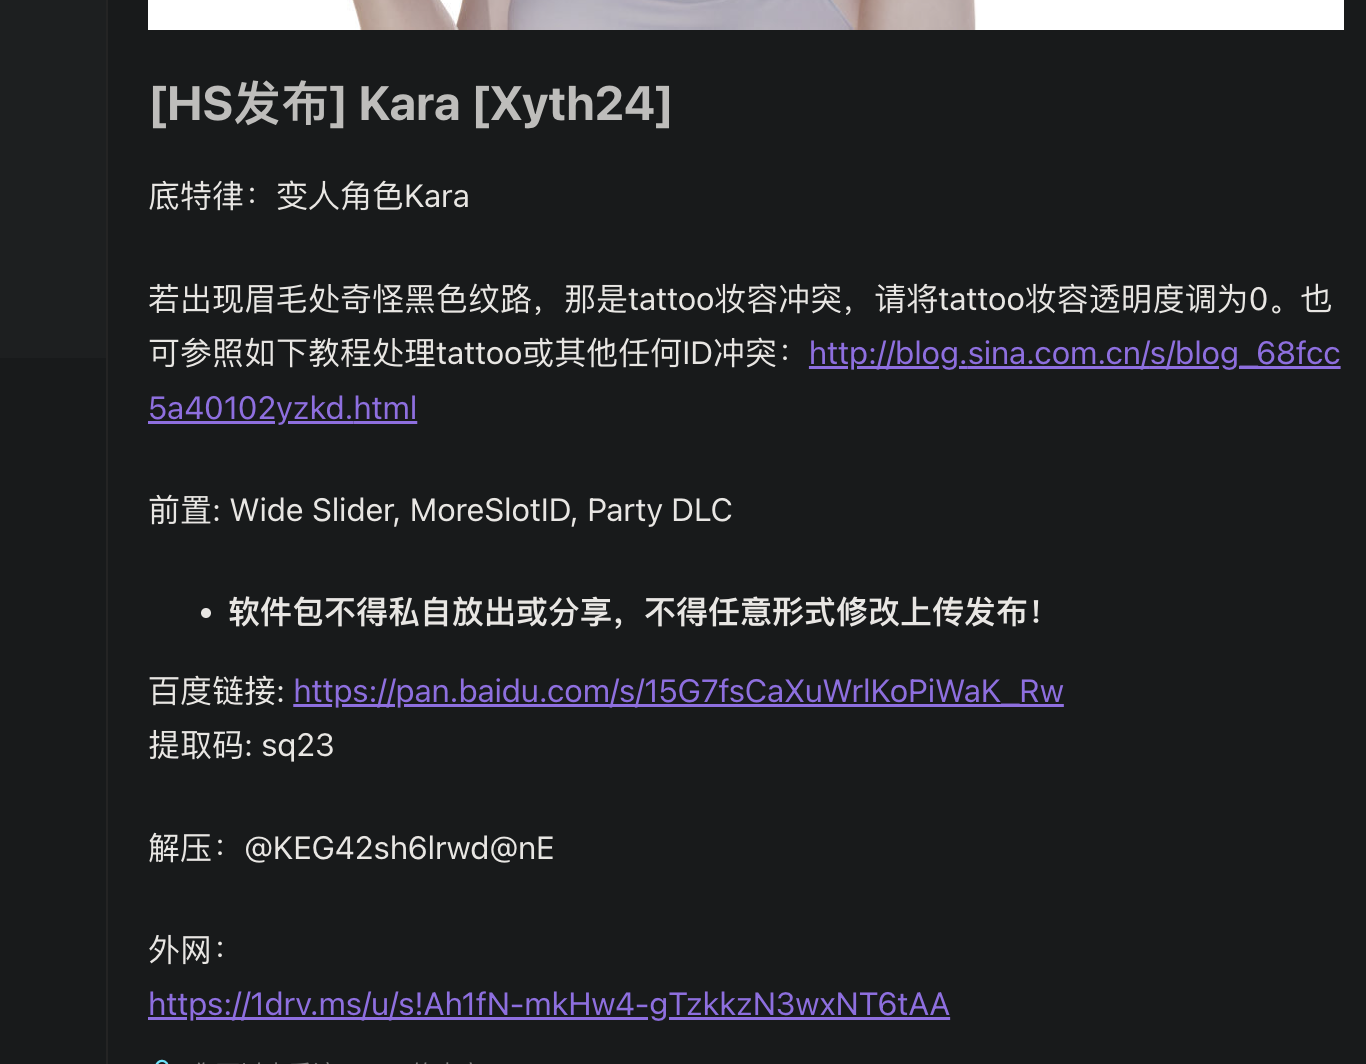 [HS发布] Kara [Xyth24]
底特律：变人角色Kara
若出现眉毛处奇怪黑色纹路，那是tattoo妆容冲突，请将tattoo妆容透明度调为0。也
可参照如下教程处理tattoo或其他任何ID冲突：http://blog.sina.com.cn/s/blog_68fcc
5a40102yzkd.html
前置: Wide Slider, MoreSlotID, Party DLC
• 软件包不得私自放出或分享，不得任意形式修改上传发布！
百度链接: https://pan.baidu.com/s/15G7fsCaXuWrlKoPiWaK_Rw
提取码: sq23
解压：@KEG42sh6lrwd@nE
外网：
https://1drv.ms/u/s!Ah1fN-mkHw4-gTzkkzN3wxNT6tAA